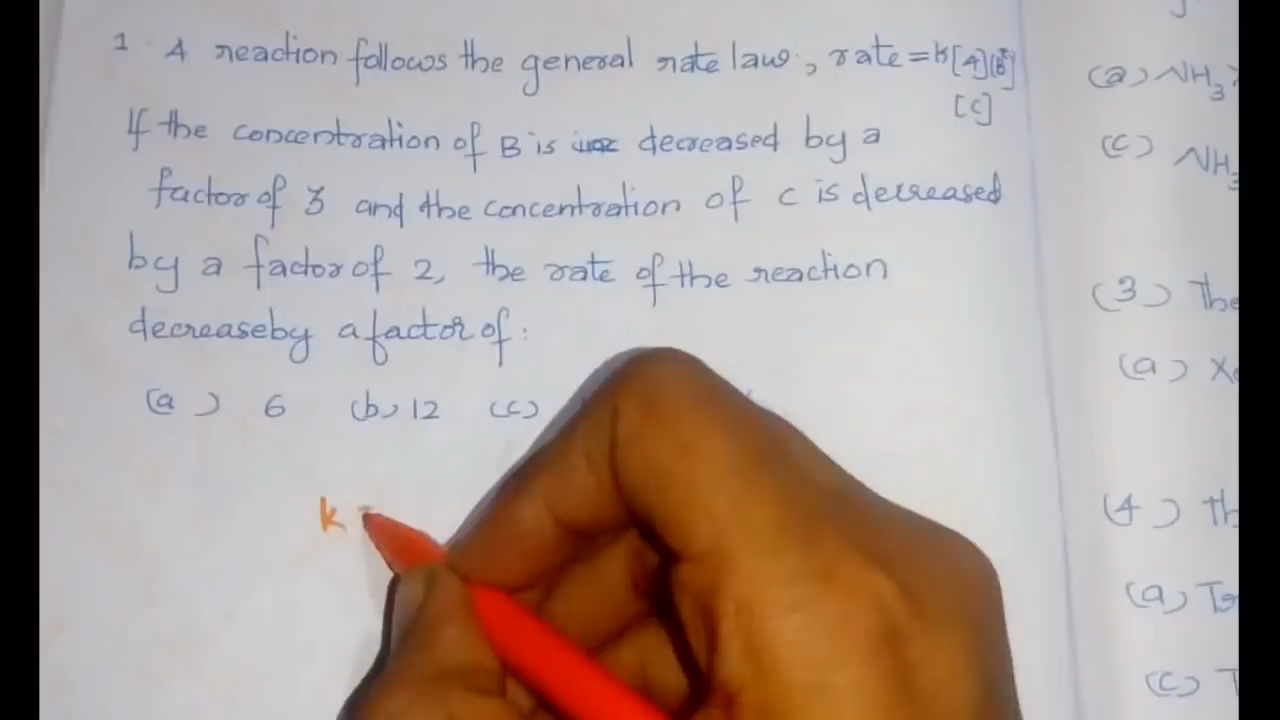 1. A reaction follows the general rate law, rate = k[A][B²]
[C]
If the concentration of B is decreased by a
factor of 3 and the concentration of C is decreased
by a factor of 2, the rate of the reaction
decrease by a factor of :
(a) 6 (b) 12 (c)
k
(a) NH3
(c) NH3
(3) The
(a)
(4) Th
(a)
(c) T